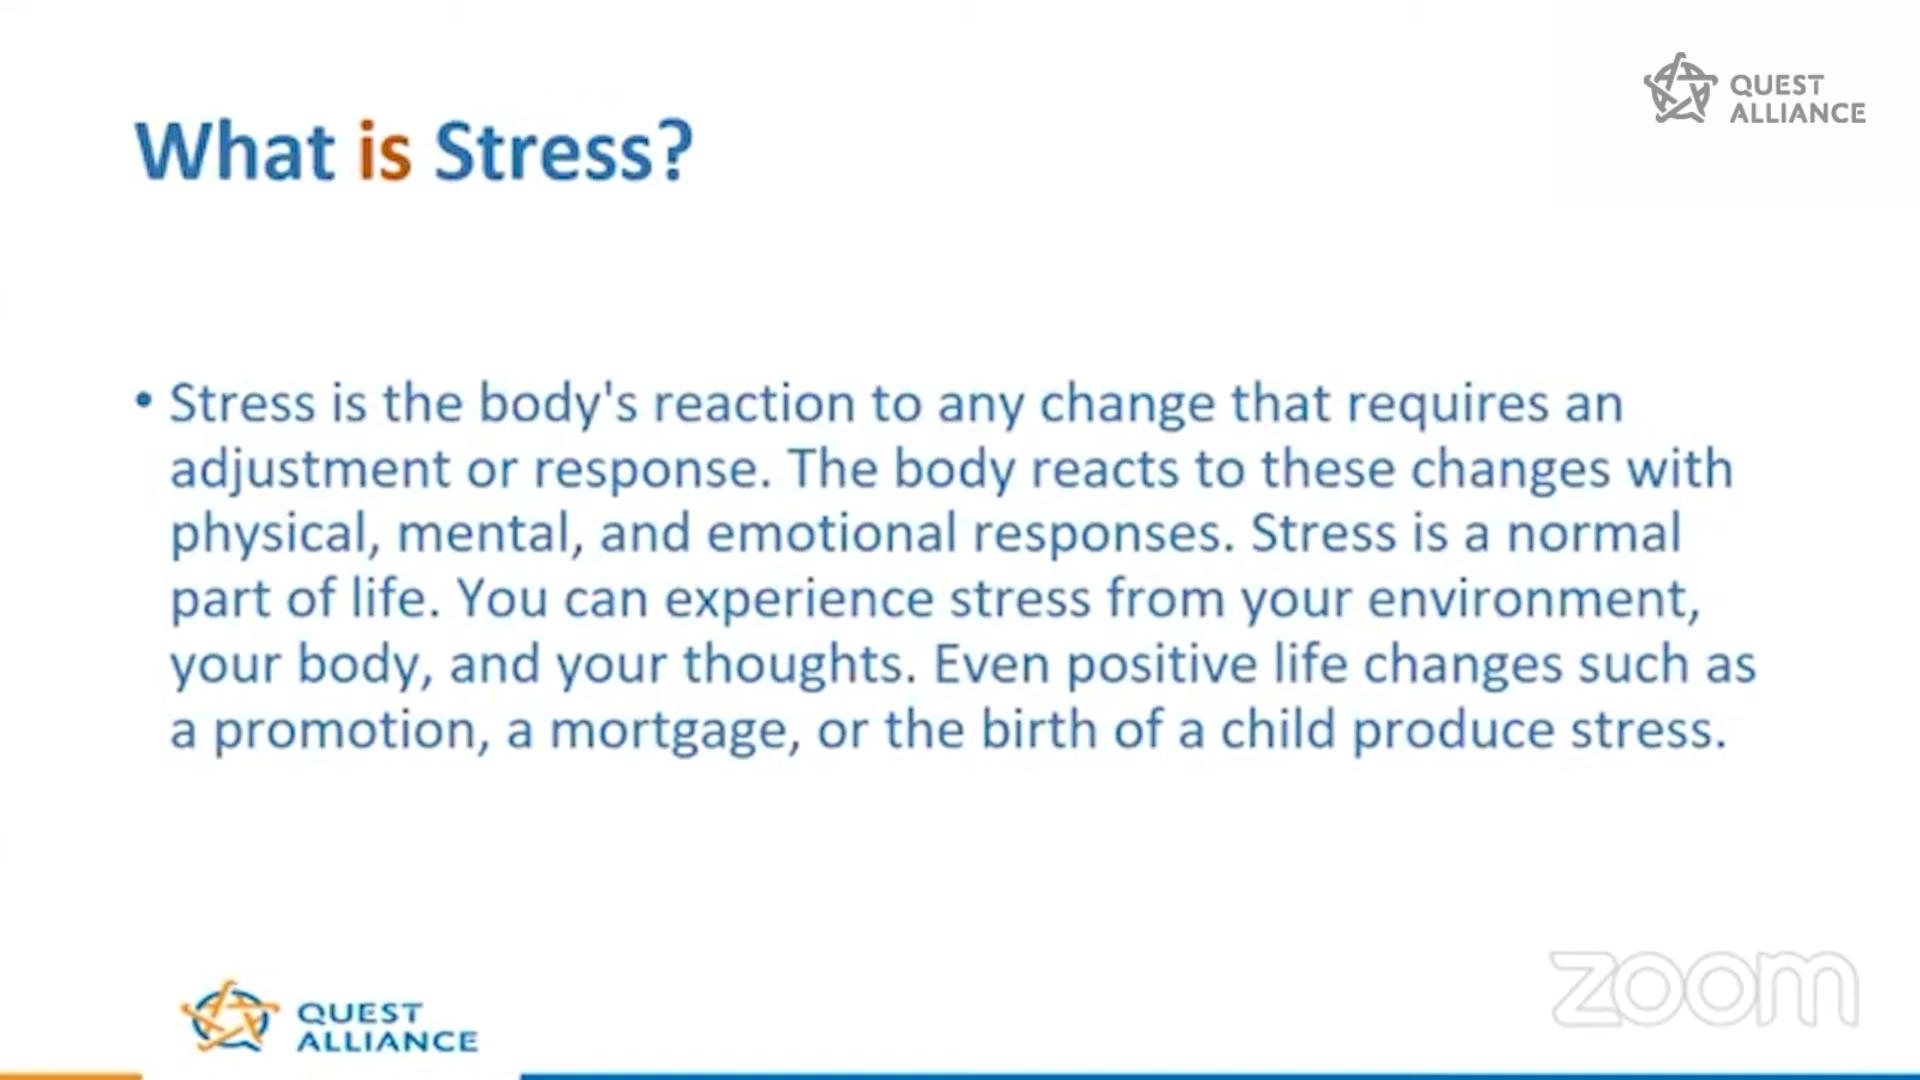 QUEST
ALLIANCE
What is Stress?
• Stress is the body's reaction to any change that requires an
adjustment or response. The body reacts to these changes with
physical, mental, and emotional responses. Stress is a normal
part of life. You can experience stress from your environment,
your body, and your thoughts. Even positive life changes such as
a promotion, a mortgage, or the birth of a child produce stress.
QUEST
ALLIANCE
zoom